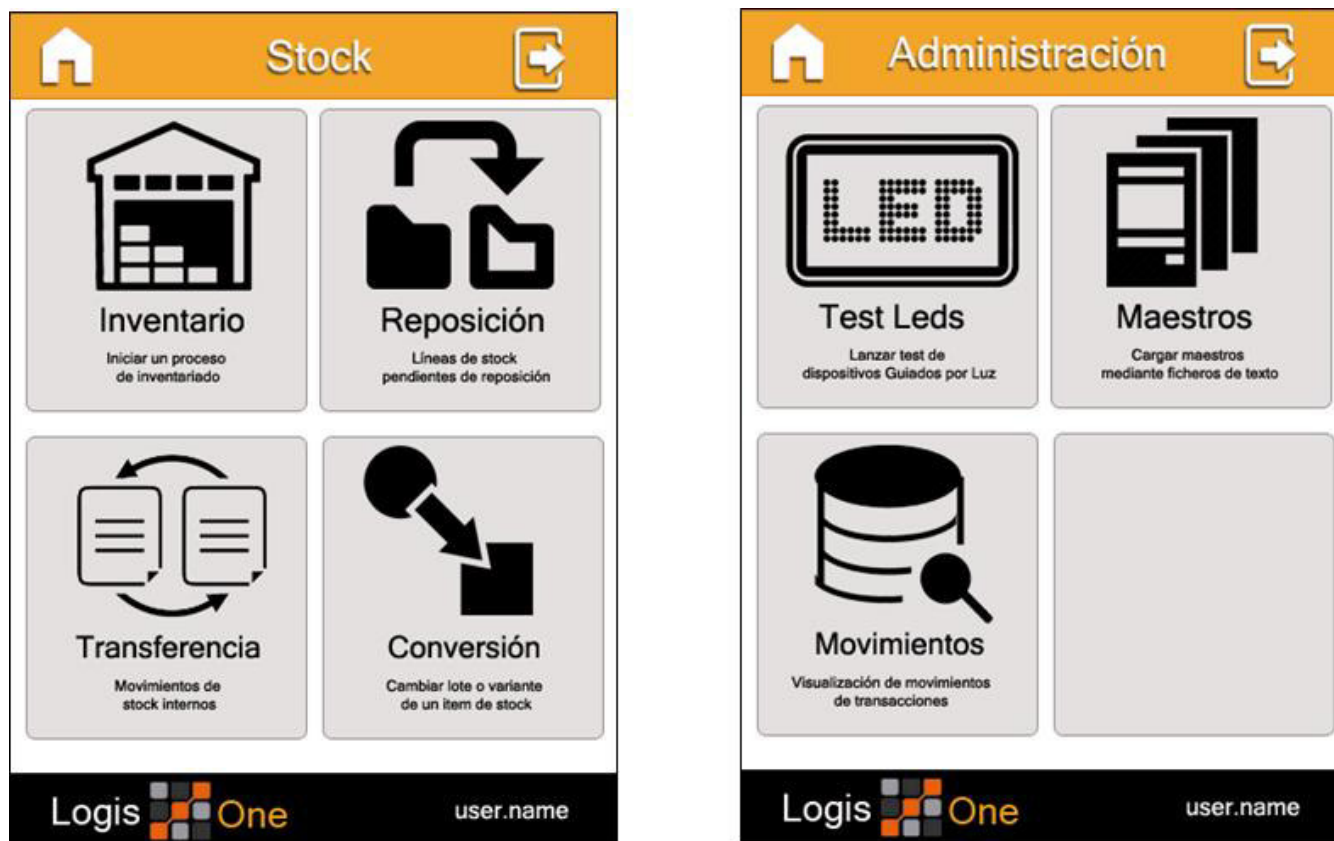 Stock
Inventario
Iniciar un proceso
de inventariado
Reposición
Líneas de stock
pendientes de reposición
Transferencia
Movimientos de
stock internos
Conversión
Cambiar lote o variante
de un item de stock
Logis One
user.name
Administración
LED
Test Leds
Lanzar test de
dispositivos Guiados por Luz
Maestros
Cargar maestros
mediante ficheros de texto
Movimientos
Visualización de movimientos
de transacciones
Logis One
user.name